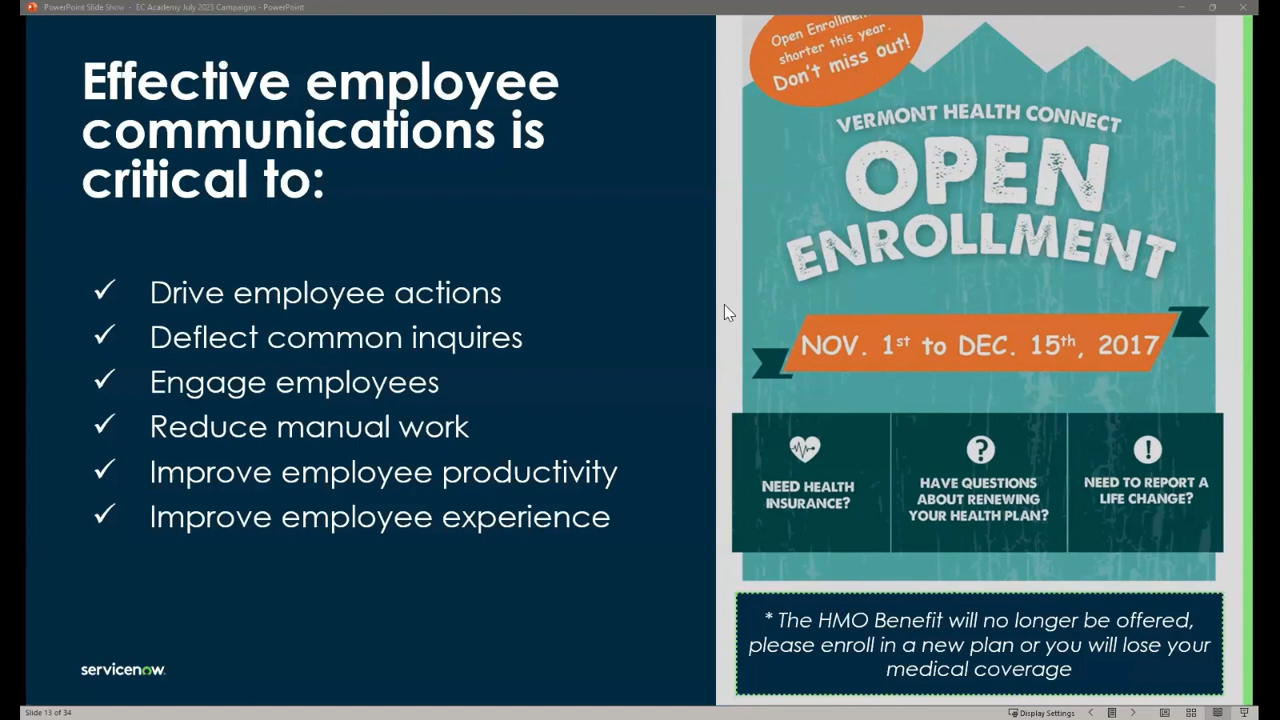 PowerPoint Slide Show - EC Academy July 2023 Campaigns - PowerPoint
Effective employee
communications is
critical to:
✓ Drive employee actions
✓ Deflect common inquires
✓ Engage employees
✓ Reduce manual work
✓ Improve employee productivity
✓ Improve employee experience
servicenow.
Open Enrollment
shorter this year.
Don't miss out!
VERMONT HEALTH CONNECT
OPEN
ENROLLMENT
NOV. 1st to DEC. 15th, 2017
NEED HEALTH
INSURANCE?
?
HAVE QUESTIONS
ABOUT RENEWING
YOUR HEALTH PLAN?
!
NEED TO REPORT A
LIFE CHANGE?
* The HMO Benefit will no longer be offered,
please enroll in a new plan or you will lose your
medical coverage
Slide 13 of 34
Display Settings